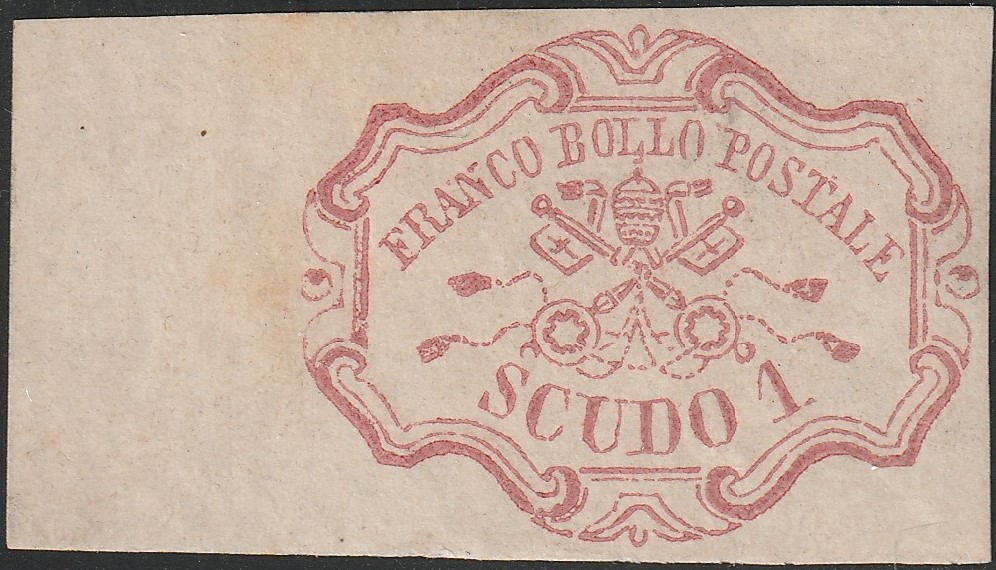 FRANCO BOLLO POSTALE
SCUDO 1